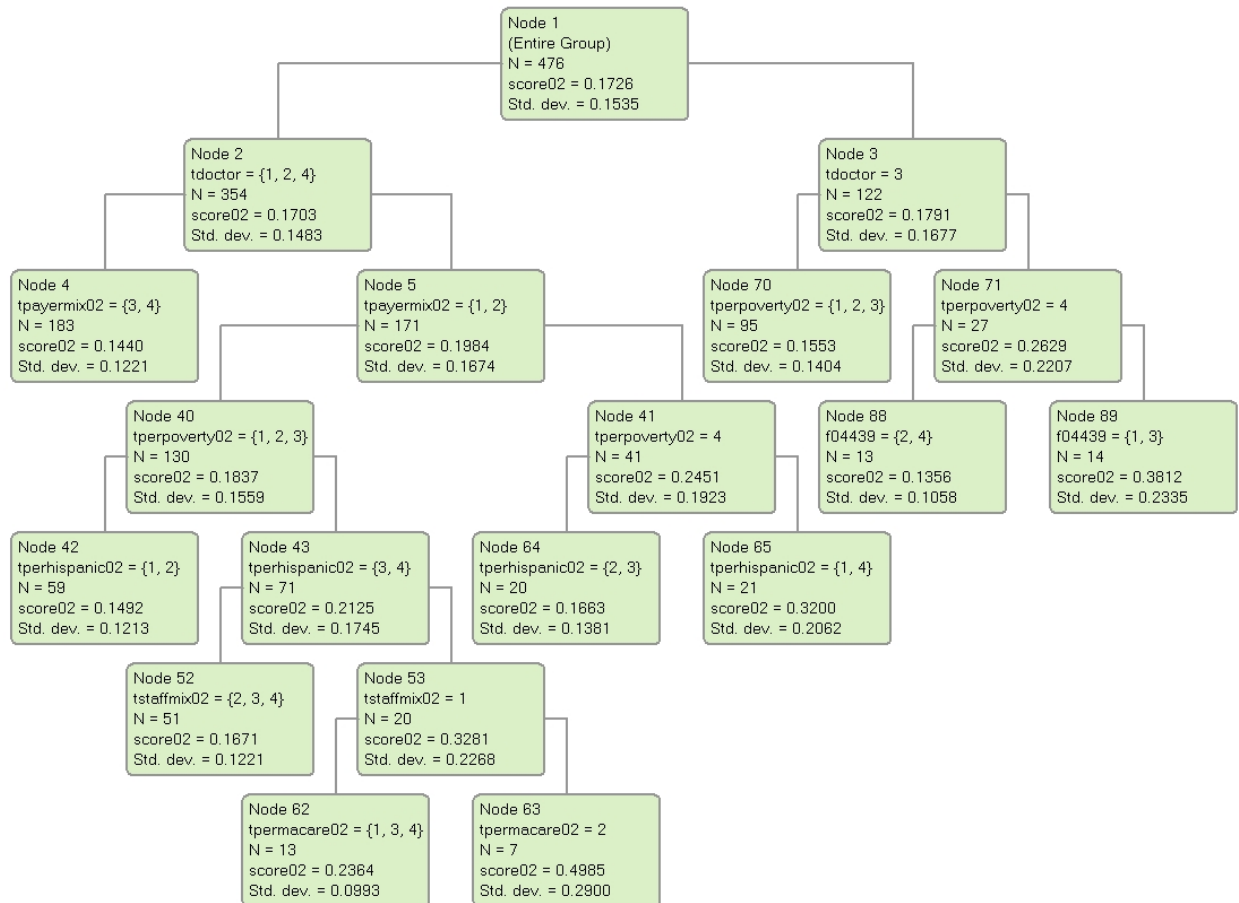 Node 1
(Entire Group)
N = 476
score02 = 0.1726
Std. dev. = 0.1535
Node 2
tdoctor = {1, 2, 4}
N = 354
score02 = 0.1703
Std. dev. = 0.1483
Node 3
tdoctor = 3
N = 122
score02 = 0.1791
Std. dev. = 0.1677
Node 4
tpayermix02 = {3, 4}
N = 183
score02 = 0.1440
Std. dev. = 0.1221
Node 5
tpayermix02 = {1, 2}
N = 171
score02 = 0.1984
Std. dev. = 0.1674
Node 70
tperpoverty02 = {1, 2, 3}
N = 95
score02 = 0.1553
Std. dev. = 0.1404
Node 71
tperpoverty02 = 4
N = 27
score02 = 0.2629
Std. dev. = 0.2207
Node 40
tperpoverty02 = {1, 2, 3}
N = 130
score02 = 0.1837
Std. dev. = 0.1559
Node 41
tperpoverty02 = 4
N = 41
score02 = 0.2451
Std. dev. = 0.1923
Node 88
f04439 = {2, 4}
N = 13
score02 = 0.1356
Std. dev. = 0.1058
Node 89
f04439 = {1, 3}
N = 14
score02 = 0.3812
Std. dev. = 0.2335
Node 42
tperhispanic02 = {1, 2}
N = 59
score02 = 0.1492
Std. dev. = 0.1213
Node 43
tperhispanic02 = {3, 4}
N = 71
score02 = 0.2125
Std. dev. = 0.1745
Node 64
tperhispanic02 = {2, 3}
N = 20
score02 = 0.1663
Std. dev. = 0.1381
Node 65
tperhispanic02 = {1, 4}
N = 21
score02 = 0.3200
Std. dev. = 0.2062
Node 52
tstaffmix02 = {2, 3, 4}
N = 51
score02 = 0.1671
Std. dev. = 0.1221
Node 53
tstaffmix02 = 1
N = 20
score02 = 0.3281
Std. dev. = 0.2268
Node 62
tpermacare02 = {1, 3, 4}
N = 13
score02 = 0.2364
Std. dev. = 0.0993
Node 63
tpermacare02 = 2
N = 7
score02 = 0.4985
Std. dev. = 0.2900